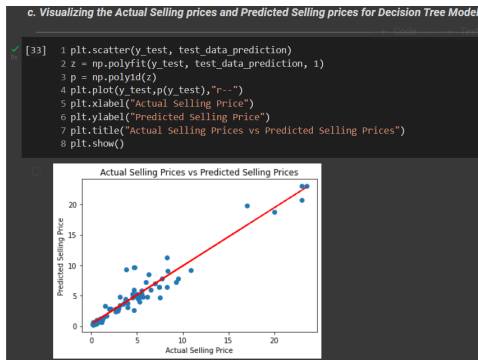 c. Visualizing the Actual Selling prices and Predicted Selling prices for Decision Tree Model
[33] 1 plt.scatter(y_test, test_data_prediction)
2 z = np.polyfit(y_test, test_data_prediction, 1)
3 p = np.poly1d(z)
4 plt.plot(y_test,p(y_test),"r--")
5 plt.xlabel("Actual Selling Price")
6 plt.ylabel("Predicted Selling Price")
7 plt.title("Actual Selling Prices vs Predicted Selling Prices")
8 plt.show()
Actual Selling Prices vs Predicted Selling Prices
Predicted Selling Price
20
15
10
5
0
0 5 10 15 20
Actual Selling Price